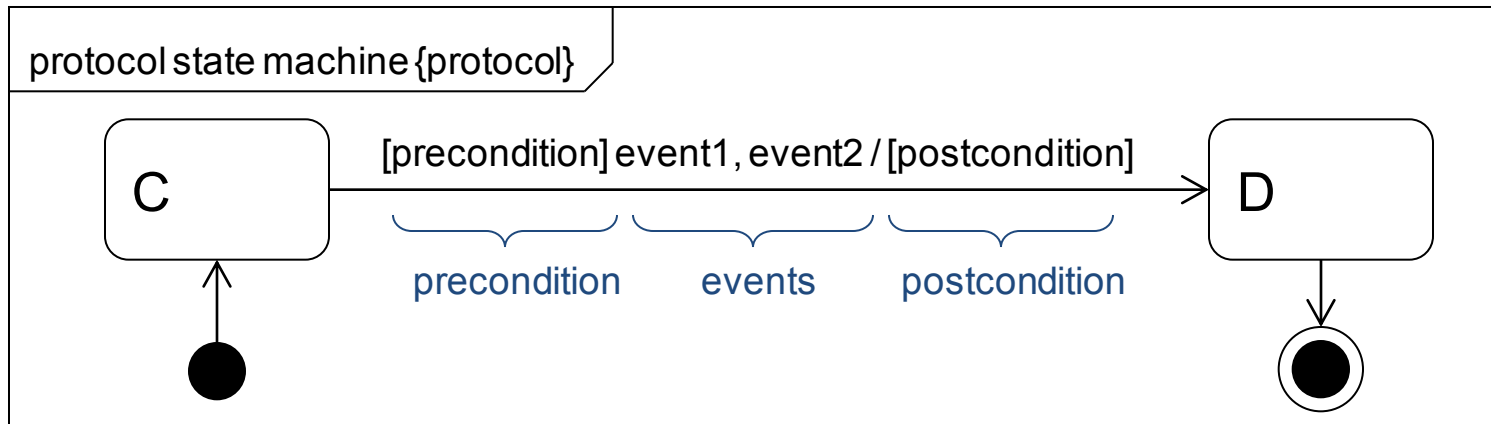 protocol state machine {protocol}
[precondition] event1, event2 / [postcondition]
C
D
precondition events postcondition